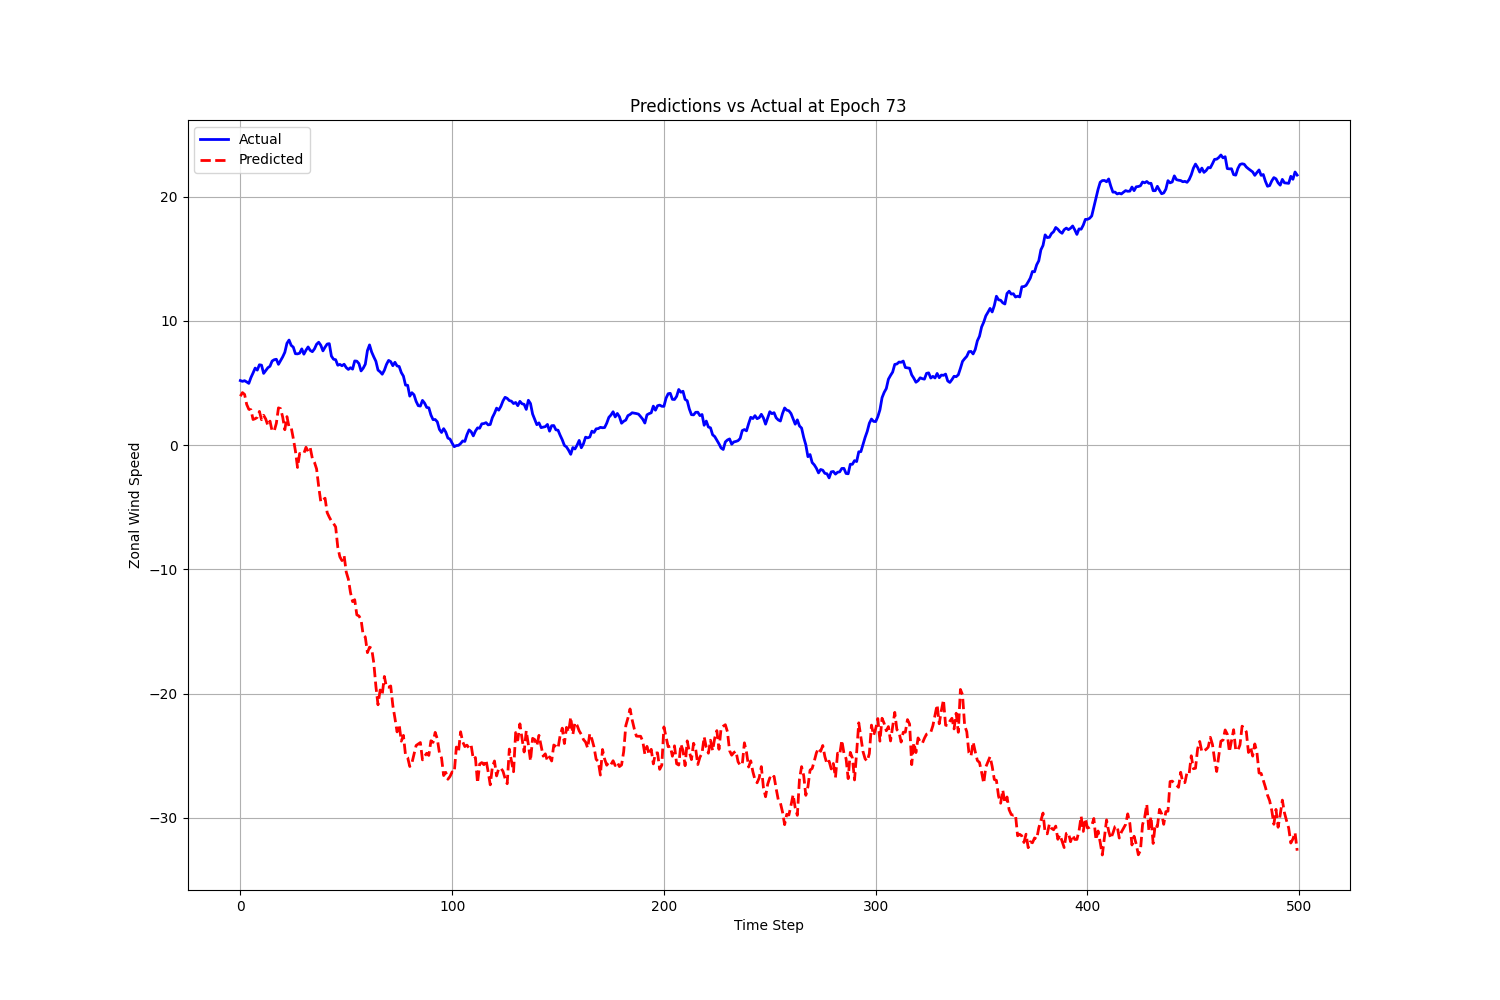 Predictions vs Actual at Epoch 73
Actual
Predicted
Zonal Wind Speed
20
10
0
−10
−20
−30
0 100 200 300 400 500
Time Step